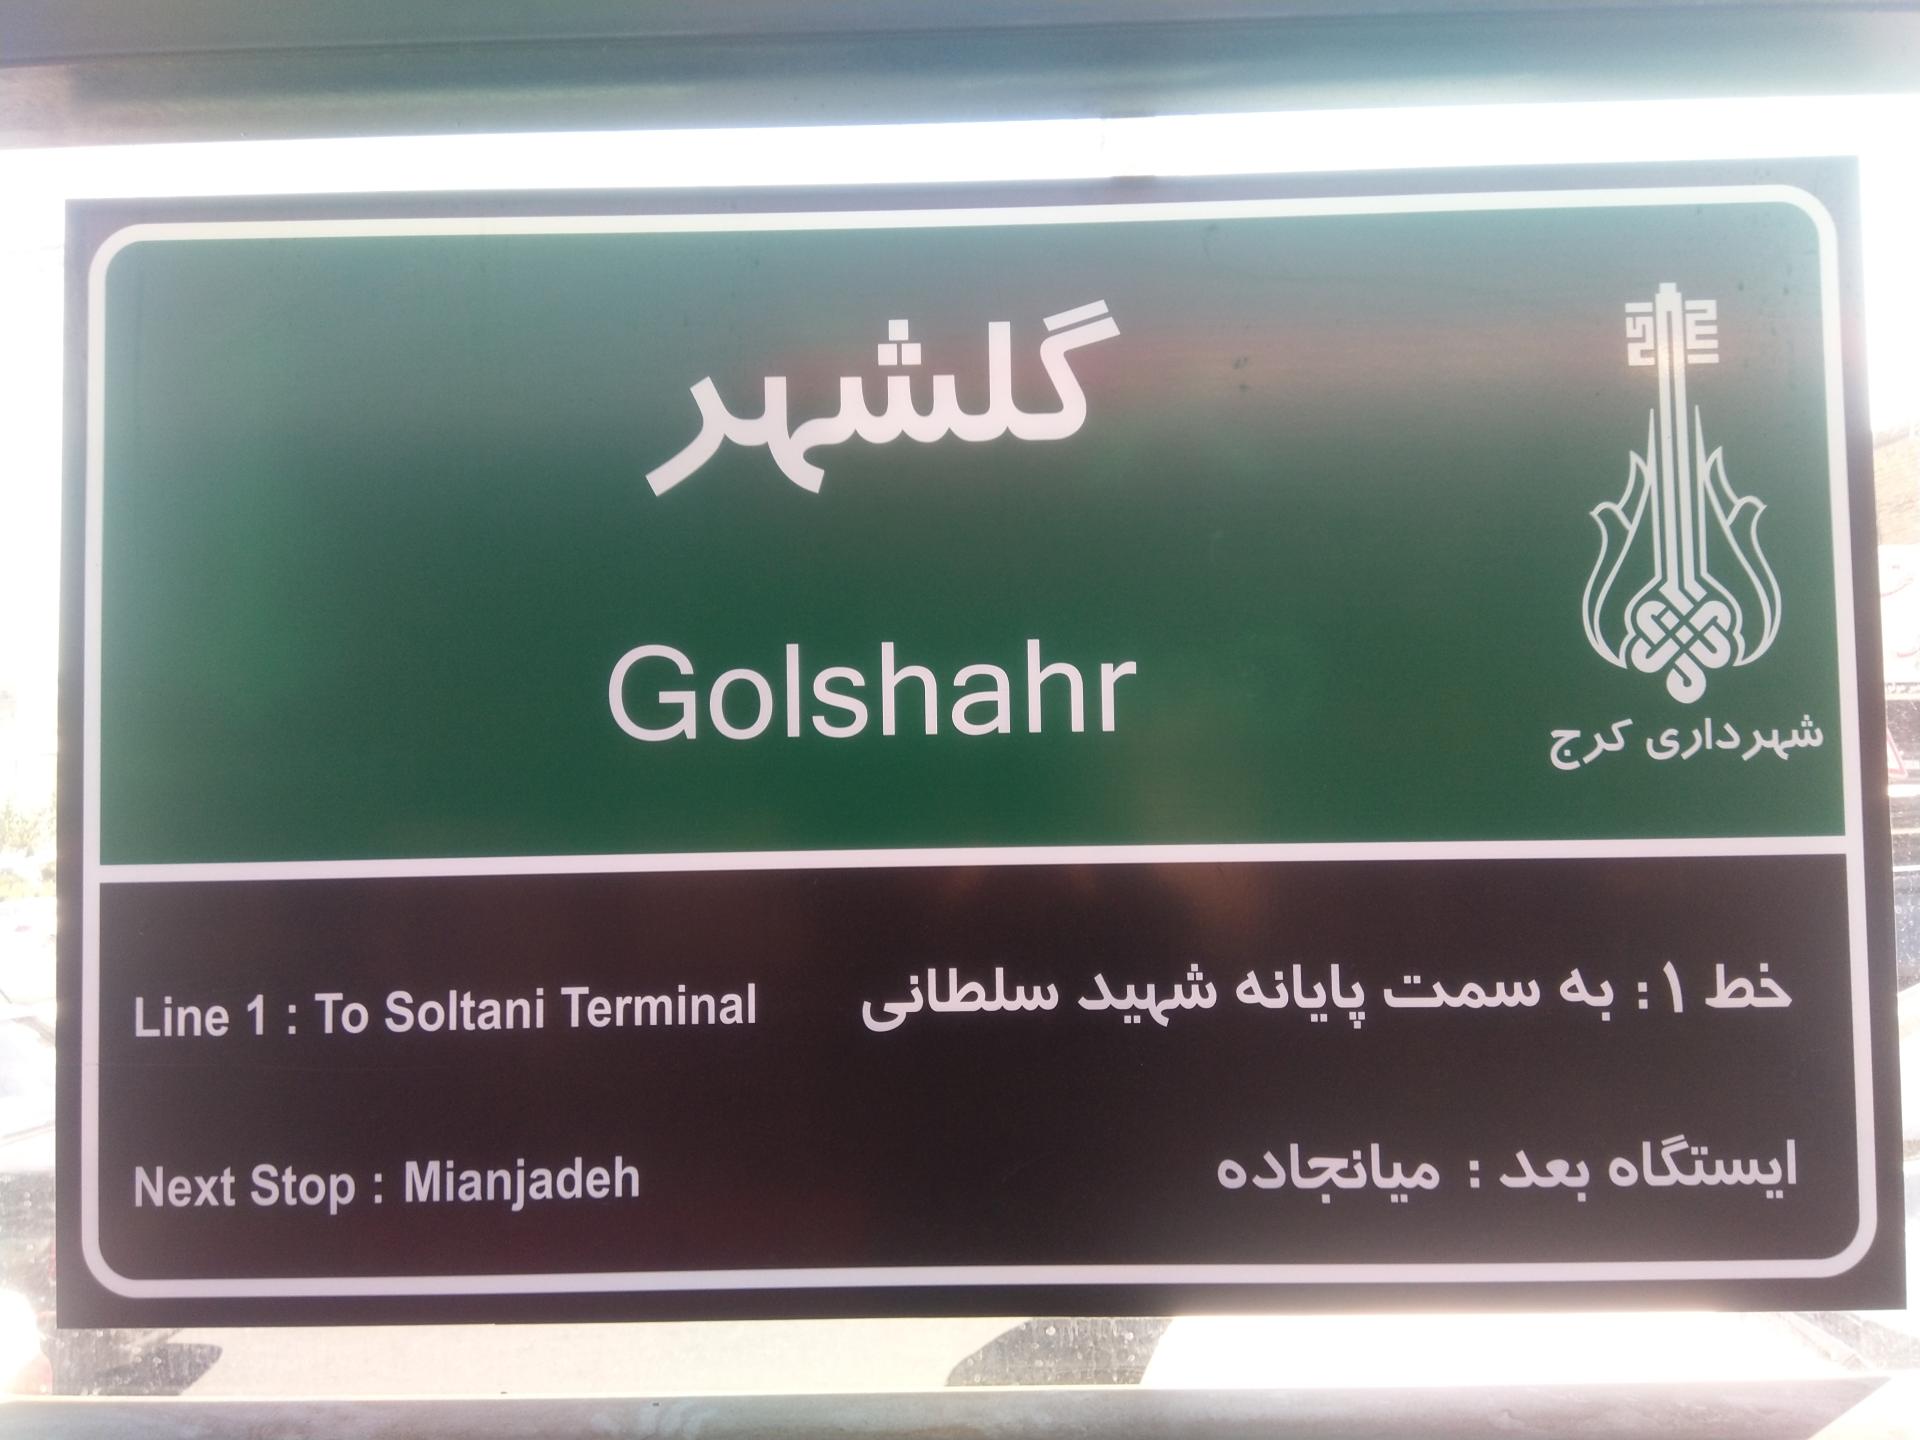 گلشهر
Golshahr
کرج
شهرداری کرج
خط ۱: به سمت پایانه شهید سلطانی
Line 1 : To Soltani Terminal
ایستگاه بعد : میانجاده
Next Stop : Mianjadeh